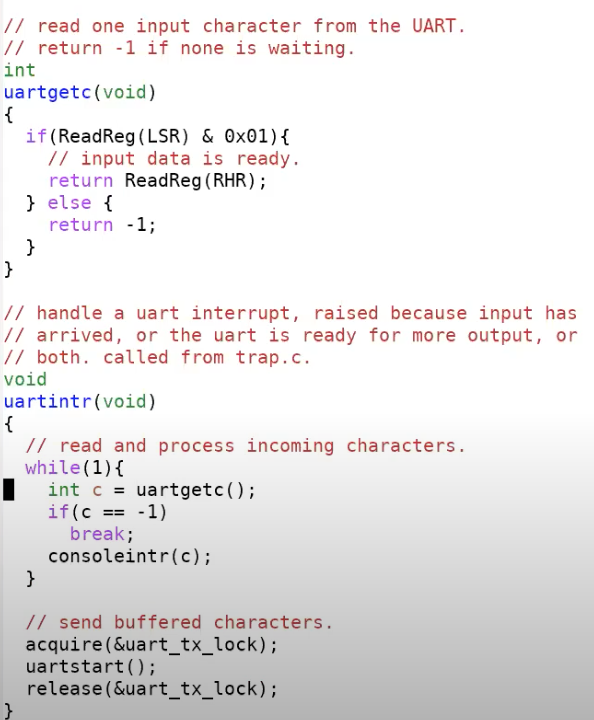 // read one input character from the UART.
// return -1 if none is waiting.
int
uartgetc(void)
{
  if(ReadReg(LSR) & 0x01){
    // input data is ready.
    return ReadReg(RHR);
  } else {
    return -1;
  }
}

// handle a uart interrupt, raised because input has
// arrived, or the uart is ready for more output, or
// both. called from trap.c.
void
uartintr(void)
{
  // read and process incoming characters.
  while(1){
    int c = uartgetc();
    if(c == -1)
      break;
    consoleintr(c);
  }

  // send buffered characters.
  acquire(&uart_tx_lock);
  uartstart();
  release(&uart_tx_lock);
}